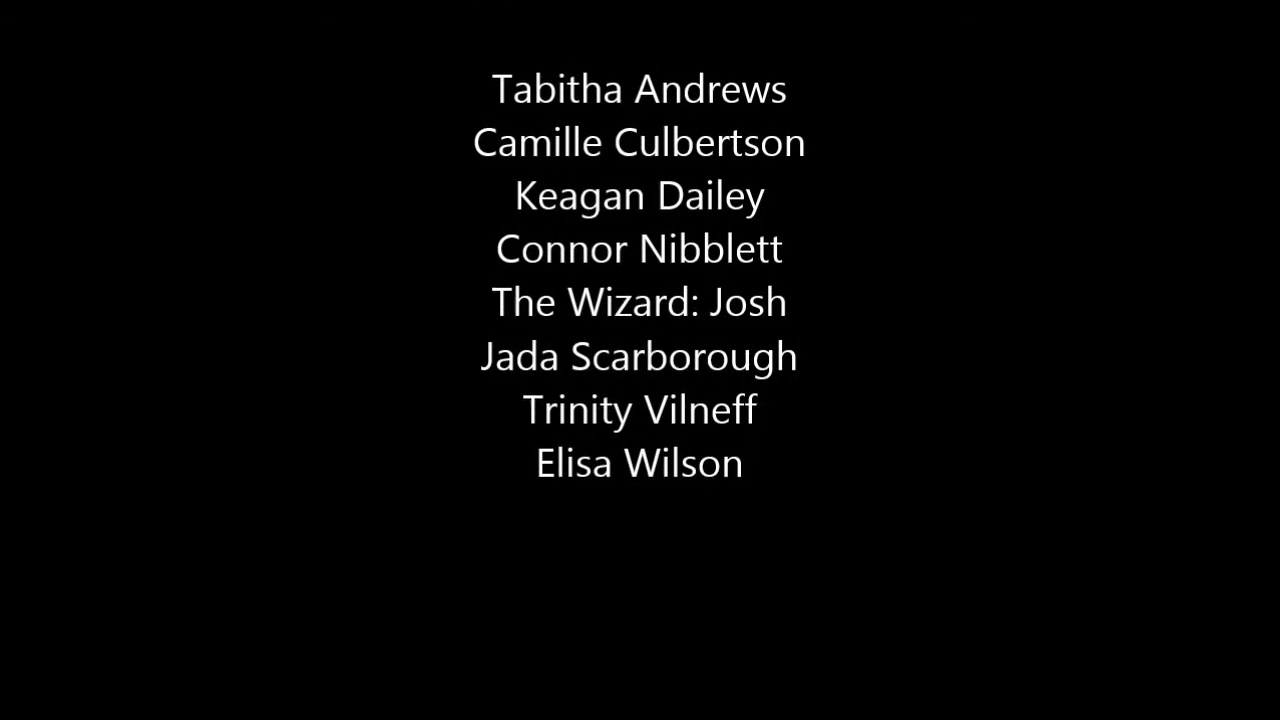 Tabitha Andrews
Camille Culbertson
Keagan Dailey
Connor Nibblett
The Wizard: Josh
Jada Scarborough
Trinity Vilneff
Elisa Wilson